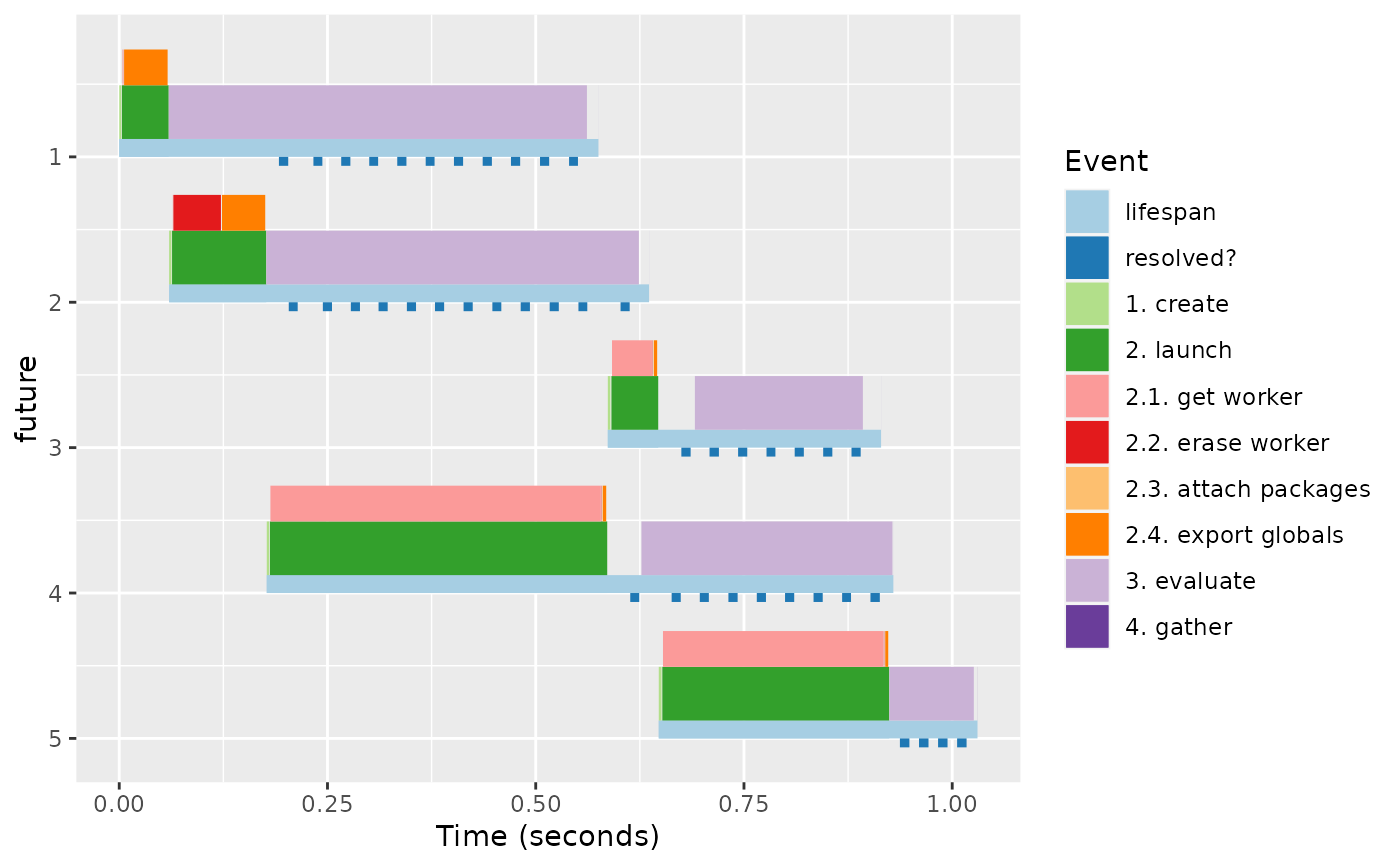 future
1
2
3
4
5
0.00 0.25 0.50 0.75 1.00
Time (seconds)
Event
lifespan
resolved?
1. create
2. launch
2.1. get worker
2.2. erase worker
2.3. attach packages
2.4. export globals
3. evaluate
4. gather